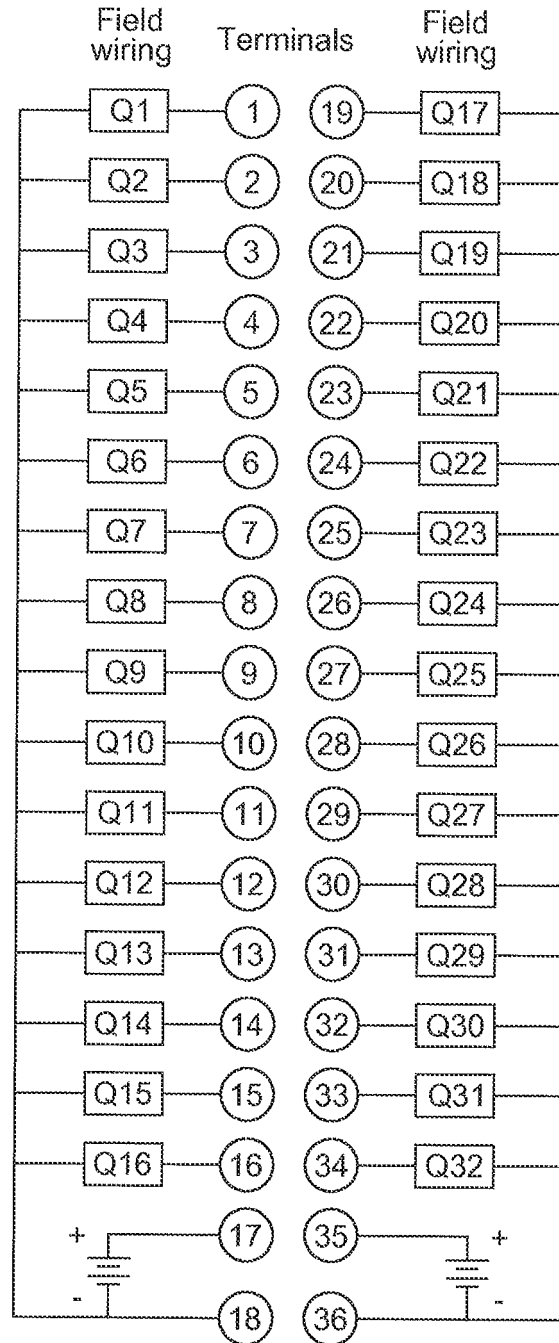 Field wiring Terminals Field wiring
Q1 1 19 Q17
Q2 2 20 Q18
Q3 3 21 Q19
Q4 4 22 Q20
Q5 5 23 Q21
Q6 6 24 Q22
Q7 7 25 Q23
Q8 8 26 Q24
Q9 9 27 Q25
Q10 10 28 Q26
Q11 11 29 Q27
Q12 12 30 Q28
Q13 13 31 Q29
Q14 14 32 Q30
Q15 15 33 Q31
Q16 16 34 Q32
+ 17 35 +
- 18 36 -